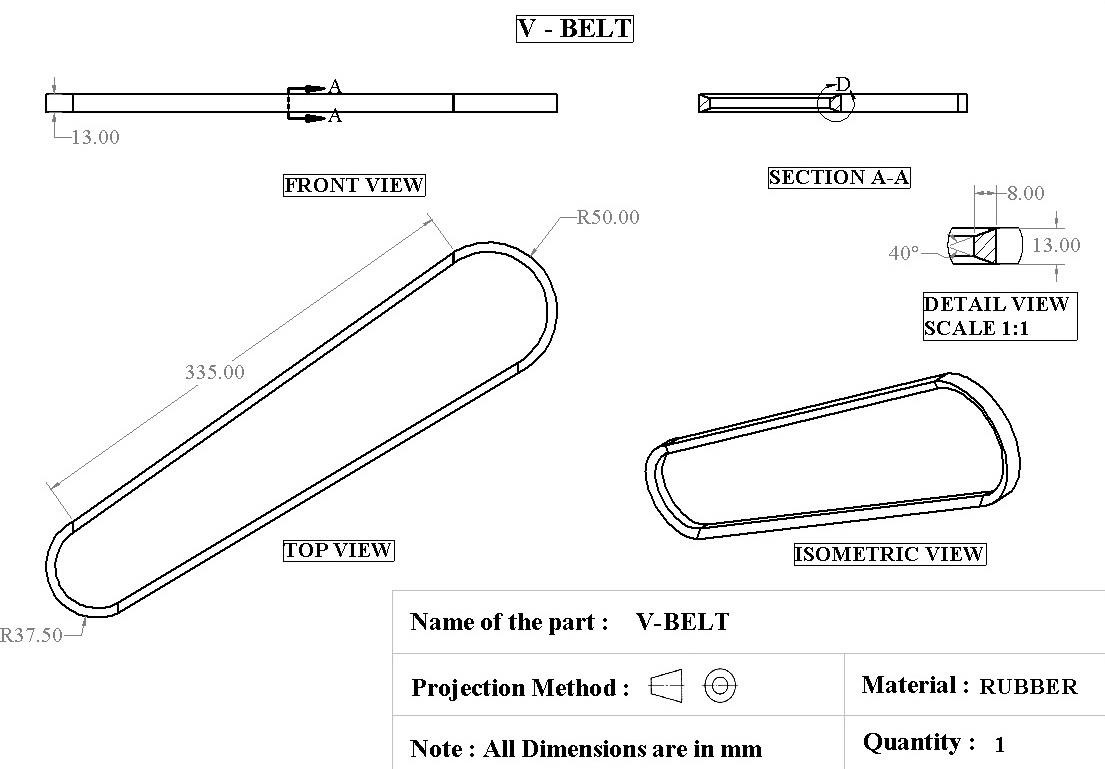 V - BELT
A
A
13.00
FRONT VIEW
D
SECTION A-A
8.00
40°
13.00
DETAIL VIEW
SCALE 1:1
R50.00
335.00
R37.50
TOP VIEW
ISOMETRIC VIEW
Name of the part : V-BELT
Projection Method :
Material : RUBBER
Note : All Dimensions are in mm
Quantity : 1